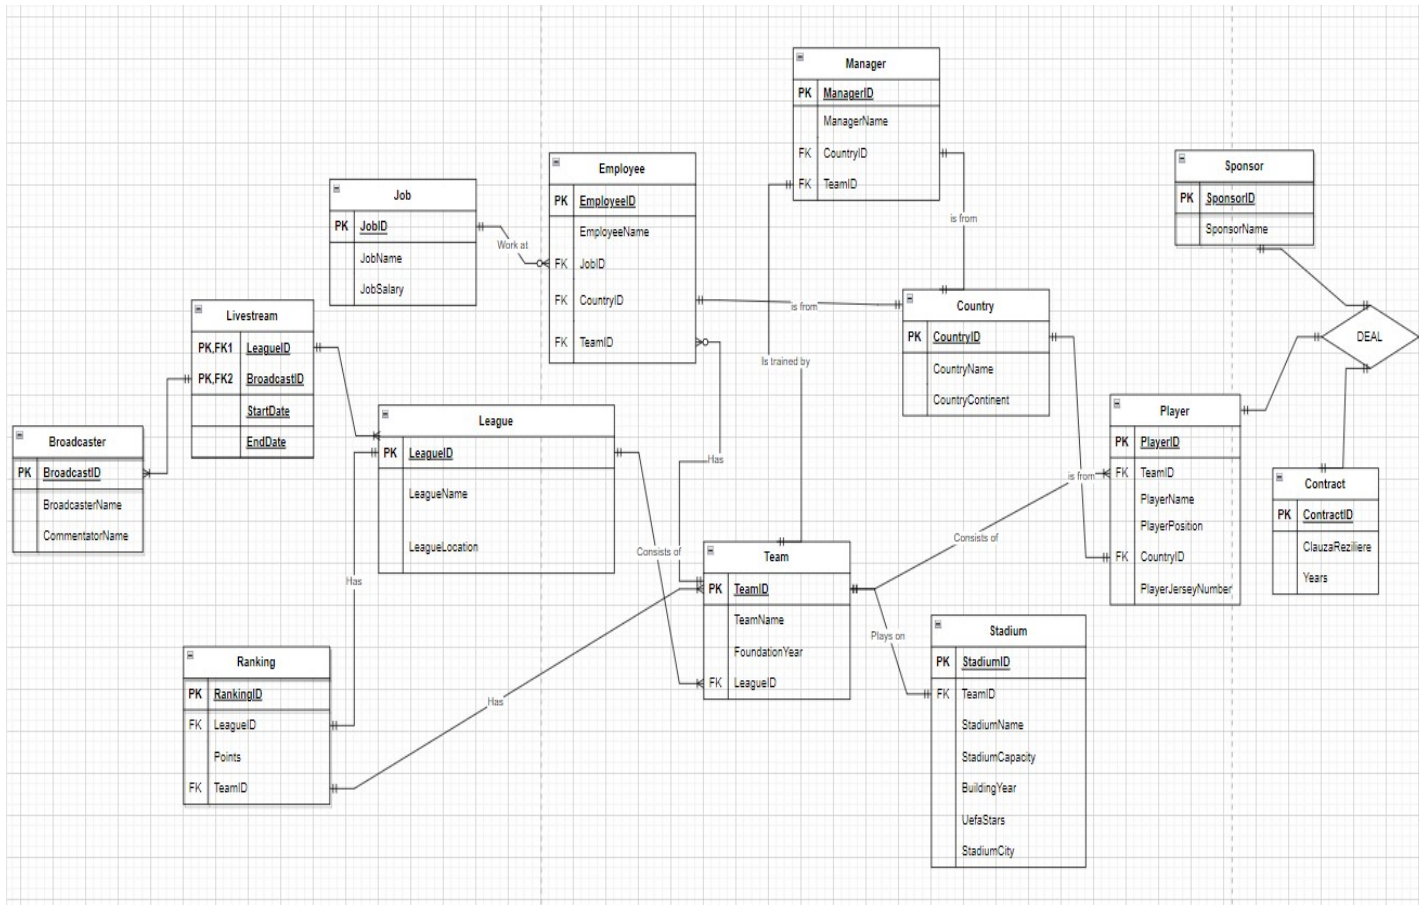 Manager
PK ManagerID
ManagerName
FK CountryID
FK TeamID
Sponsor
PK SponsorID
SponsorName
Employee
PK EmployeeID
EmployeeName
FK JobID
FK CountryID
FK TeamID
Job
PK JobID
JobName
JobSalary
Work at
is from
is from
Is trained by
Livestream
PK,FK1 LeagueID
PK,FK2 BroadcastID
StartDate
EndDate
Country
PK CountryID
CountryName
CountryContinent
DEAL
Broadcaster
PK BroadcastID
BroadcasterName
CommentatorName
League
PK LeagueID
LeagueName
LeagueLocation
Player
PK PlayerID
FK TeamID
PlayerName
PlayerPosition
FK CountryID
PlayerJerseyNumber
is from
Has
Contract
PK ContractID
ClauzaReziliere
Years
Consists of
Consists of
Has
Team
PK TeamID
TeamName
FoundationYear
FK LeagueID
Plays on
Has
Stadium
PK StadiumID
FK TeamID
StadiumName
StadiumCapacity
BuildingYear
UefaStars
StadiumCity
Ranking
PK RankingID
FK LeagueID
Points
FK TeamID